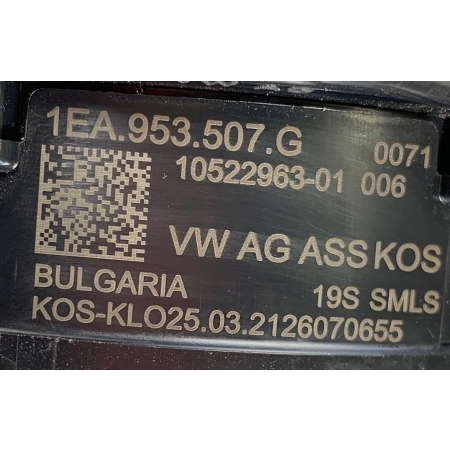 1EA.953.507.G 0071
10522963-01 006
VW AG ASS KOS
BULGARIA 19S SMLS
KOS-KLO25.03.2126070655